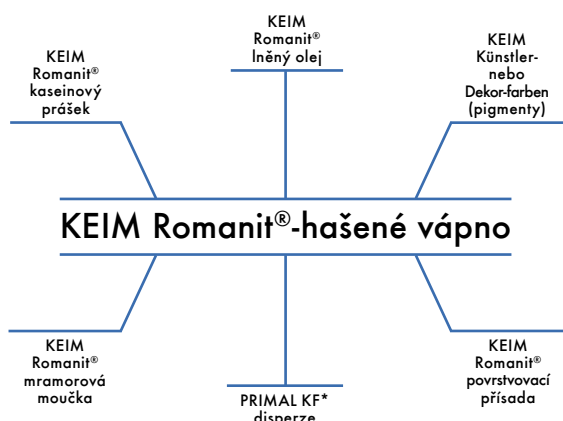 KEIM
Romanit®
kaseinový
prášek
KEIM
Romanit®
lněný olej
KEIM
Künstler-
nebo
Dekor-farben
(pigmenty)
KEIM Romanit®-hašené vápno
KEIM
Romanit®
mramorová
moučka
PRIMAL KF*
disperze
KEIM
Romanit®
povrstvovací
přísada